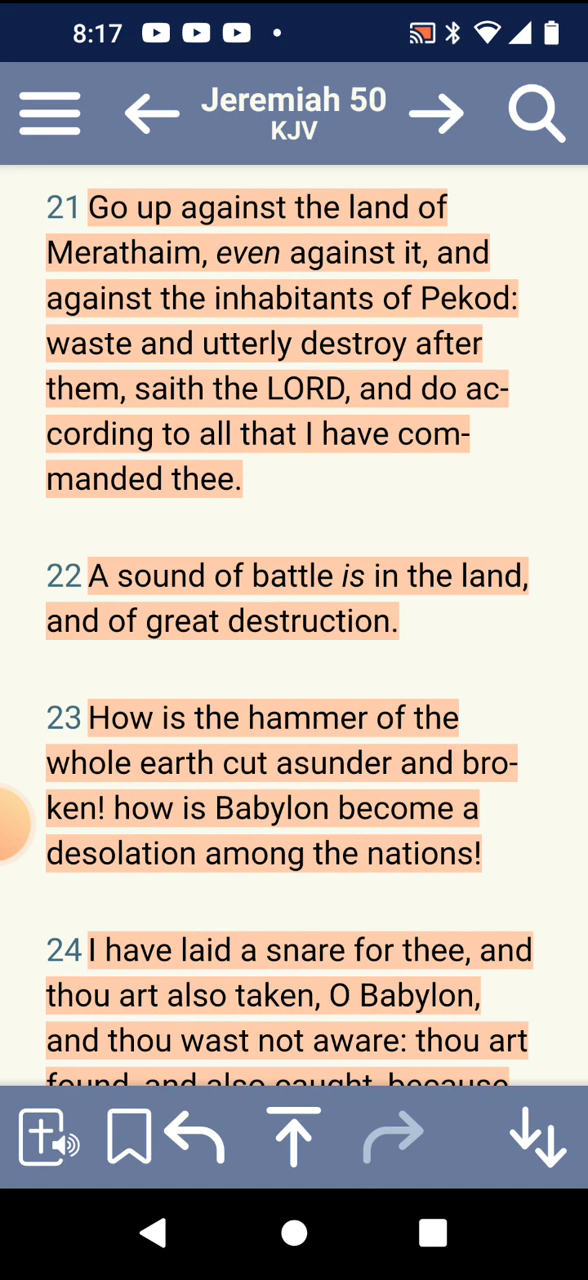 8:17
Jeremiah 50
KJV
21 Go up against the land of
Merathaim, even against it, and
against the inhabitants of Pekod:
waste and utterly destroy after
them, saith the LORD, and do ac-
cording to all that I have com-
manded thee.
22 A sound of battle is in the land,
and of great destruction.
23 How is the hammer of the
whole earth cut asunder and bro-
ken! how is Babylon become a
desolation among the nations!
24 I have laid a snare for thee, and
thou art also taken, O Babylon,
and thou wast not aware: thou art
found, and also caught, because